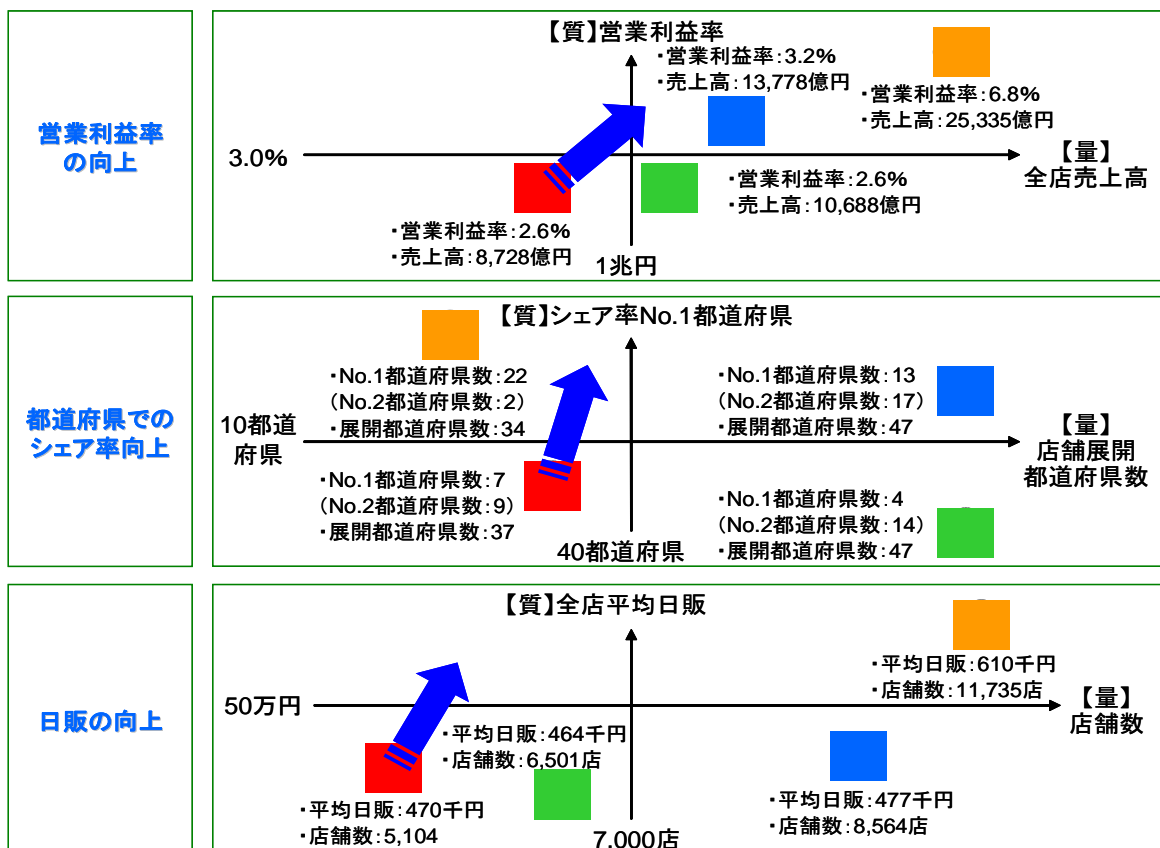 営業利益率
の向上
【質】営業利益率
・営業利益率:3.2%
・売上高:13,778億円
・営業利益率:6.8%
・売上高:25,335億円
3.0%
【量】
全店売上高
・営業利益率:2.6%
・売上高:10,688億円
・営業利益率:2.6%
・売上高:8,728億円
1兆円
都道府県での
シェア率向上
【質】シェア率No.1都道府県
・No.1都道府県数:22
(No.2都道府県数:2)
・展開都道府県数:34
・No.1都道府県数:13
(No.2都道府県数:17)
・展開都道府県数:47
10都道
府県
【量】
店舗展開
都道府県数
・No.1都道府県数:7
(No.2都道府県数:9)
・展開都道府県数:37
・No.1都道府県数:4
(No.2都道府県数:14)
・展開都道府県数:47
40都道府県
日販の向上
【質】全店平均日販
・平均日販:610千円
・店舗数:11,735店
50万円
【量】
店舗数
・平均日販:464千円
・店舗数:6,501店
・平均日販:470千円
・店舗数:5,104
・平均日販:477千円
・店舗数:8,564店
7,000店